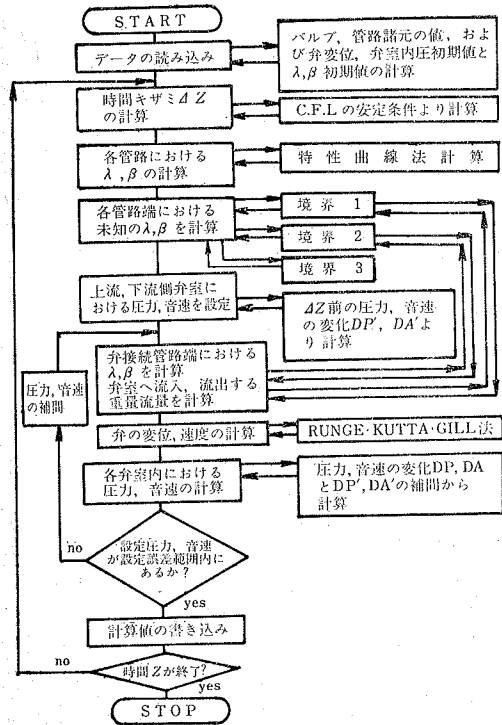 START
データの読み込み
バルブ, 管路諸元の値, およ
び弁変位, 弁室内圧初期値と
λ,β 初期値の計算
時間キザミΔZ
の計算
C.F.Lの安定条件より計算
各管路における
λ,βの計算
特性曲線法計算
各管路端における
未知のλ,βを計算
境界 1
境界 2
境界 3
上流, 下流側弁室に
おける圧力,音速を設定
ΔZ前の圧力, 音速
の変化DP′, DA′よ
り計算
圧力,音速
の補間
弁接続管路端における
λ,βを計算
弁室へ流入, 流出する
重量流量を計算
弁の変位,速度の計算
RUNGE・KUTTA・GILL法
各弁室内における
圧力, 音速の計算
圧力,音速の変化DP,DA
とDP′,DA′の補間から
計算
設定圧力, 音速
が設定誤差範囲内に
あるか?
no
yes
計算値の書き込み
時間Zが終了?
no
yes
STOP